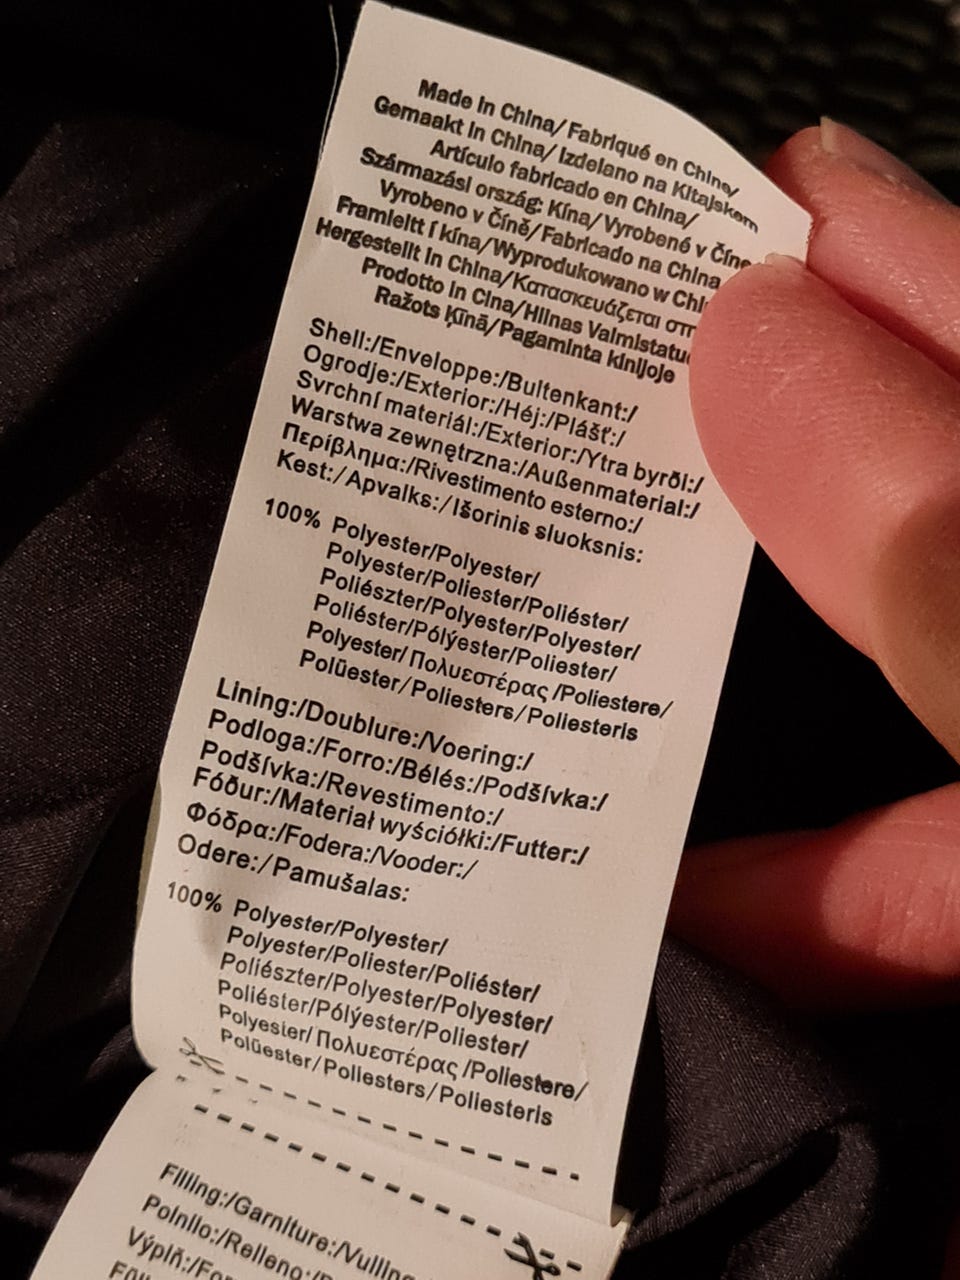 Made in China/ Fabriqué en Chine/
Gemaakt in China/ Izdelano na Kitajskem
Artículo fabricado en China/
Származási ország: Kína/ Vyrobené v Číne
Vyrobeno v Číně/ Fabricado na China
Framleitt í kína/ Wyprodukowano w
Hergestellt in China/ Κατασκευάζεται
Prodotto in Cina/ Hiinas
Ražots Ķīnā/ Pagaminta kinijoje
Shell:/Enveloppe:/Buitenkant:/
Ogrodje:/Exterior:/Héj:/Plášť:/
Svrchní materiál:/Exterior:/Ytra byrði:/
Warstwa zewnętrzna:/Außenmaterial:/
Περίβλημα:/Rivestimento esterno:/
Kest:/ Apvalks:/ Išorinis sluoksnis:
100% Polyester/Polyester/
Polyester/Poliester/Poliéster/
Poliészter/Polyester/Polyester/
Poliéster/Pólýester/Poliester/
Polyester/ Πολυεστέρας /Poliestere/
Polüester/Poliesters/ Poliesteris
Lining:/Doublure:/Voering:/
Podloga:/Forro:/Bélés:/Podšívka:/
Podšívka:/Revestimento:/
Fóður:/Materiał wyściółki:/Futter:/
Φόδρα:/Fodera:/Vooder:/
Odere:/ Pamušalas:
100% Polyester/Polyester/
Polyester/Poliester/Poliéster/
Poliészter/Polyester/Polyester/
Poliéster/Pólýester/Poliester/
Polyester/ Πολυεστέρας /Poliestere/
Polüester/Poliesters/ Poliesteris
Filling:/Garniture:/Vulling
Polnilo:/Relleno:/
Výplň:/